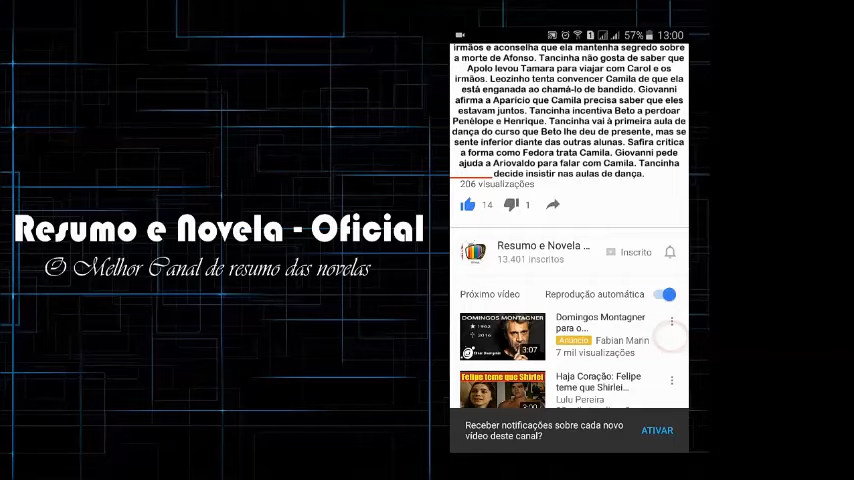 Resumo e Novela - Oficial
O Melhor Canal de resumo das novelas
57% 13:00
irmãos e aconselha que ela mantenha segredo sobre
a morte de Afonso. Tancinha não gosta de saber que
Apolo levou Tamara para viajar com Carol e os
irmãos. Leozinho tenta convencer Camila de que ela
está enganada ao chamá-lo de bandido. Giovanni
afirma a Aparício que Camila precisa saber que eles
estavam juntos. Tancinha incentiva Beto a perdoar
Penélope e Henrique. Tancinha vai à primeira aula de
dança do curso que Beto lhe deu de presente, mas se
sente inferior diante das outras alunas. Safira critica
a forma como Fedora trata Camila. Giovanni pede
ajuda a Ariovaldo para falar com Camila. Tancinha
decide insistir nas aulas de dança.
206 visualizações
14 1
Resumo e Novela ...
Inscrito
13.401 inscritos
Próximo vídeo Reprodução automática
DOMINGOS MONTAGNER
1962
2016
3:07
Domingos Montagner
para o...
Anúncio Fabian Marin
7 mil visualizações
Felipe teme que Shirlei
Haja Coração: Felipe
teme que Shirlei...
Lulu Pereira
Receber notificações sobre cada novo
vídeo deste canal?
ATIVAR